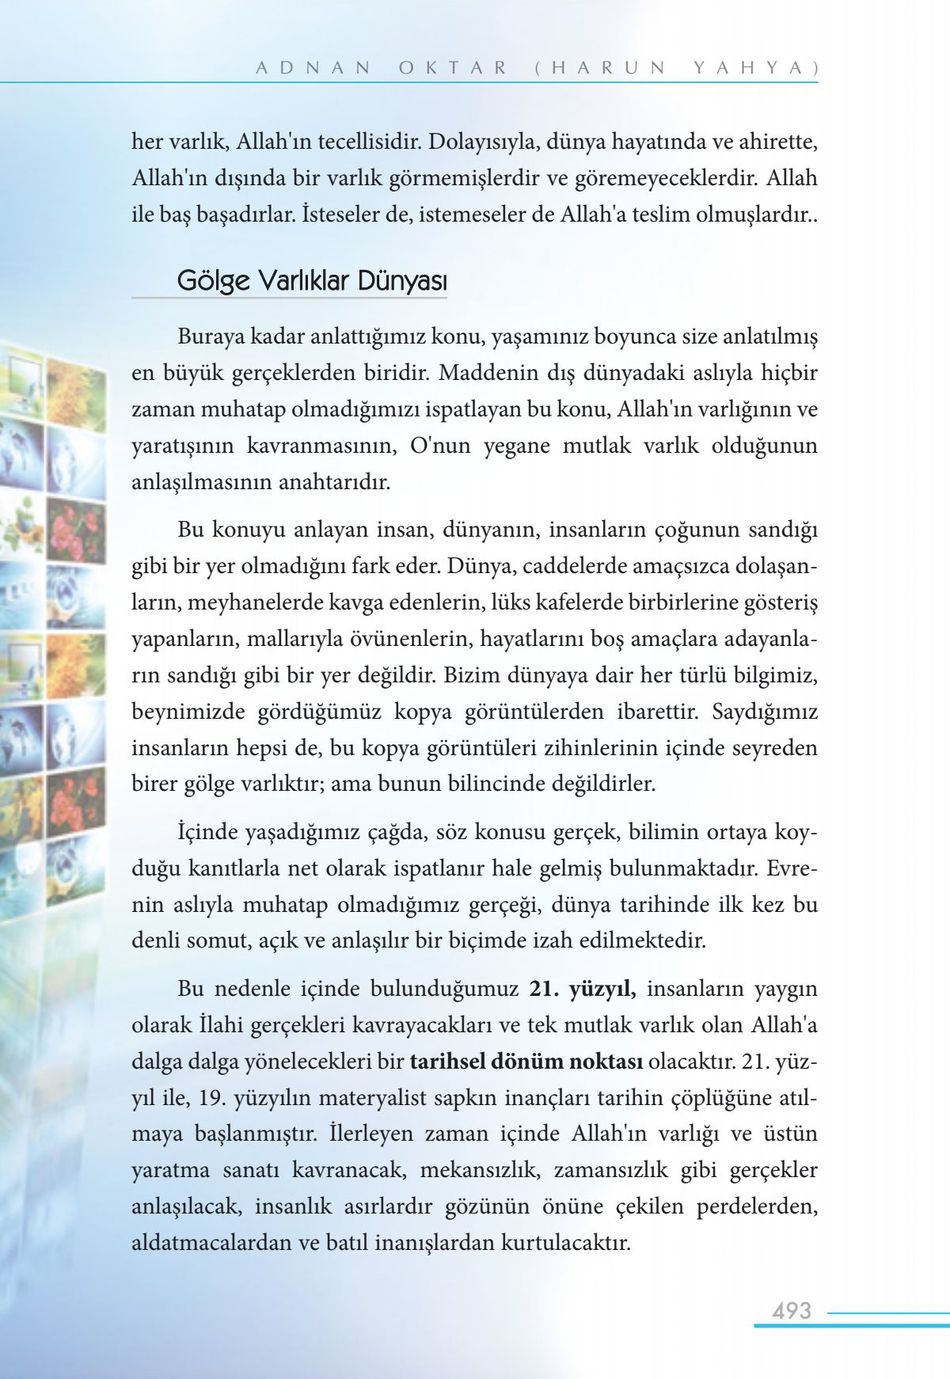 ADNAN OKTAR (HARUN YAHYA)
her varlık, Allah'ın tecellisidir. Dolayısıyla, dünya hayatında ve ahirette,
Allah'ın dışında bir varlık görmemişlerdir ve göremeyeceklerdir. Allah
ile baş başadırlar. İsteseler de, istemeseler de Allah'a teslim olmuşlardır..
Gölge Varlıklar Dünyası
Buraya kadar anlattığımız konu, yaşamınız boyunca size anlatılmış
en büyük gerçeklerden biridir. Maddenin dış dünyadaki aslıyla hiçbir
zaman muhatap olmadığımızı ispatlayan bu konu, Allah'ın varlığının ve
yaratışının kavranmasının, O'nun yegane mutlak varlık olduğunun
anlaşılmasının anahtarıdır.
Bu konuyu anlayan insan, dünyanın, insanların çoğunun sandığı
gibi bir yer olmadığını fark eder. Dünya, caddelerde amaçsızca dolaşan-
ların, meyhanelerde kavga edenlerin, lüks kafelerde birbirlerine gösteriş
yapanların, mallarıyla övünenlerin, hayatlarını boş amaçlara adayanla-
rın sandığı gibi bir yer değildir. Bizim dünyaya dair her türlü bilgimiz,
beynimizde gördüğümüz kopya görüntülerden ibarettir. Saydığımız
insanların hepsi de, bu kopya görüntüleri zihinlerinin içinde seyreden
birer gölge varlıktır; ama bunun bilincinde değildirler.
İçinde yaşadığımız çağda, söz konusu gerçek, bilimin ortaya koy-
duğu kanıtlarla net olarak ispatlanır hale gelmiş bulunmaktadır. Evre-
nin aslıyla muhatap olmadığımız gerçeği, dünya tarihinde ilk kez bu
denli somut, açık ve anlaşılır bir biçimde izah edilmektedir.
Bu nedenle içinde bulunduğumuz 21. yüzyıl, insanların yaygın
olarak İlahi gerçekleri kavrayacakları ve tek mutlak varlık olan Allah'a
dalga dalga yönelecekleri bir tarihsel dönüm noktası olacaktır. 21. yüz-
yıl ile, 19. yüzyılın materyalist sapkın inançları tarihin çöplüğüne atıl-
maya başlanmıştır. İlerleyen zaman içinde Allah'ın varlığı ve üstün
yaratma sanatı kavranacak, mekansızlık, zamansızlık gibi gerçekler
anlaşılacak, insanlık asırlardır gözünün önüne çekilen perdelerden,
aldatmacalardan ve batıl inanışlardan kurtulacaktır.
493